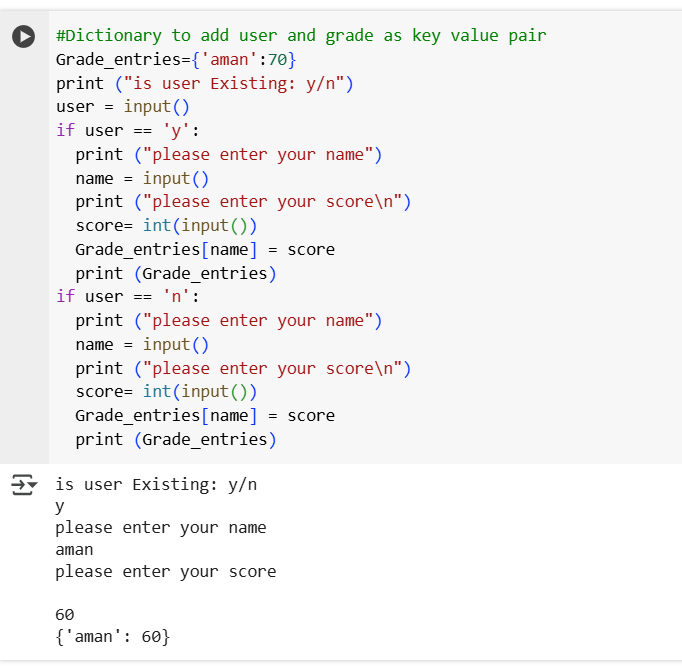 #Dictionary to add user and grade as key value pair
Grade_entries={'aman':70}
print ("is user Existing: y/n")
user = input()
if user == 'y':
  print ("please enter your name")
  name = input()
  print ("please enter your score\n")
  score= int(input())
  Grade_entries[name] = score
  print (Grade_entries)
if user == 'n':
  print ("please enter your name")
  name = input()
  print ("please enter your score\n")
  score= int(input())
  Grade_entries[name] = score
  print (Grade_entries)
is user Existing: y/n
y
please enter your name
aman
please enter your score

60
{'aman': 60}